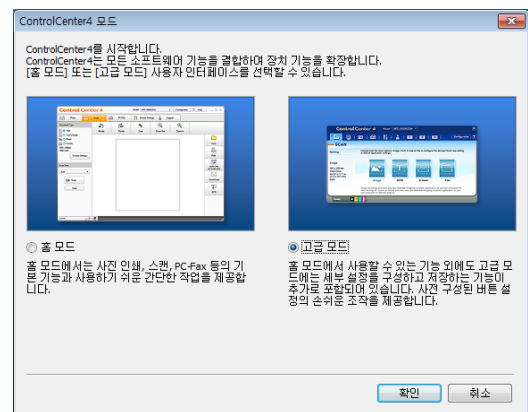 ControlCenter4 모드
ControlCenter4를 시작합니다.
ControlCenter4는 모든 소프트웨어 기능을 결합하며 장치 기능을 확장합니다.
[홈 모드] 또는 [고급 모드] 사용자 인터페이스를 선택할 수 있습니다.
Control Center 4
Control Center 4
SCAN
홈 모드
홈 모드에서는 사진 인쇄, 스캔, PC-Fax 등의 기
본 기능과 사용하기 쉬운 간단한 작업을 제공합
니다.
고급 모드
홈 모드에서 사용할 수 있는 기능 외에도 고급 모
드에는 세부 설정을 구성하고 저장하는 기능이
추가로 포함되어 있습니다. 사전 구성된 버튼 설
정의 손쉬운 조작을 제공합니다.
확인
취소